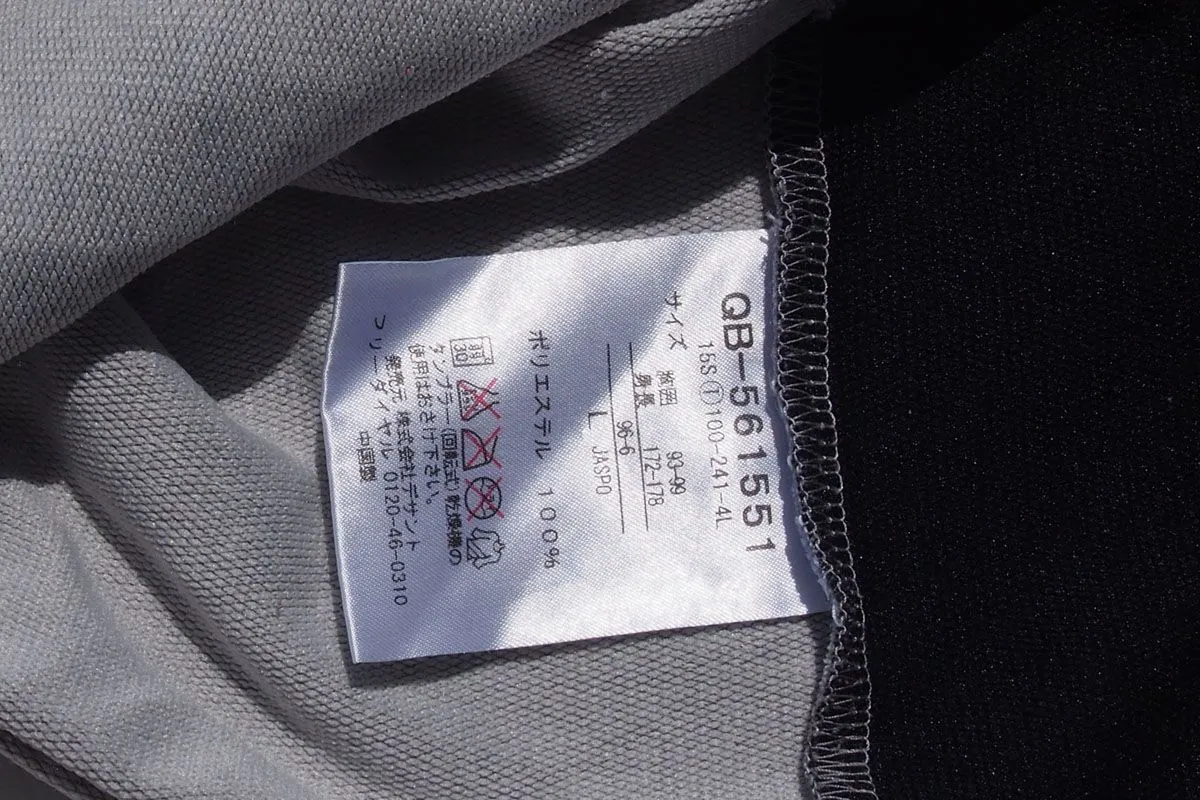 QB-561551
15SⓉ100-241-4L
サイズ
胸囲 90-99
身長 172-178
96-6
L JASPO
ポリエステル 100%
タンブラー(回転式)乾燥機の
使用はおさけ下さい。
発売元 株式会社デサント
フリーダイヤル 0120-46-0310
中国製